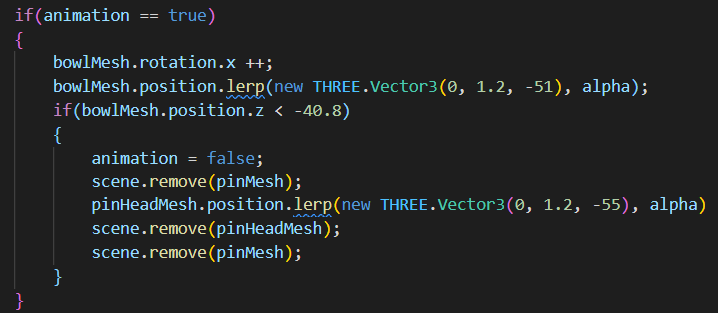 if(animation == true)
{
bowlMesh.rotation.x ++;
bowlMesh.position.lerp(new THREE.Vector3(0, 1.2, -51), alpha);
if(bowlMesh.position.z < -40.8)
{
animation = false;
scene.remove(pinMesh);
pinHeadMesh.position.lerp(new THREE.Vector3(0, 1.2, -55), alpha)
scene.remove(pinHeadMesh);
scene.remove(pinMesh);
}
}